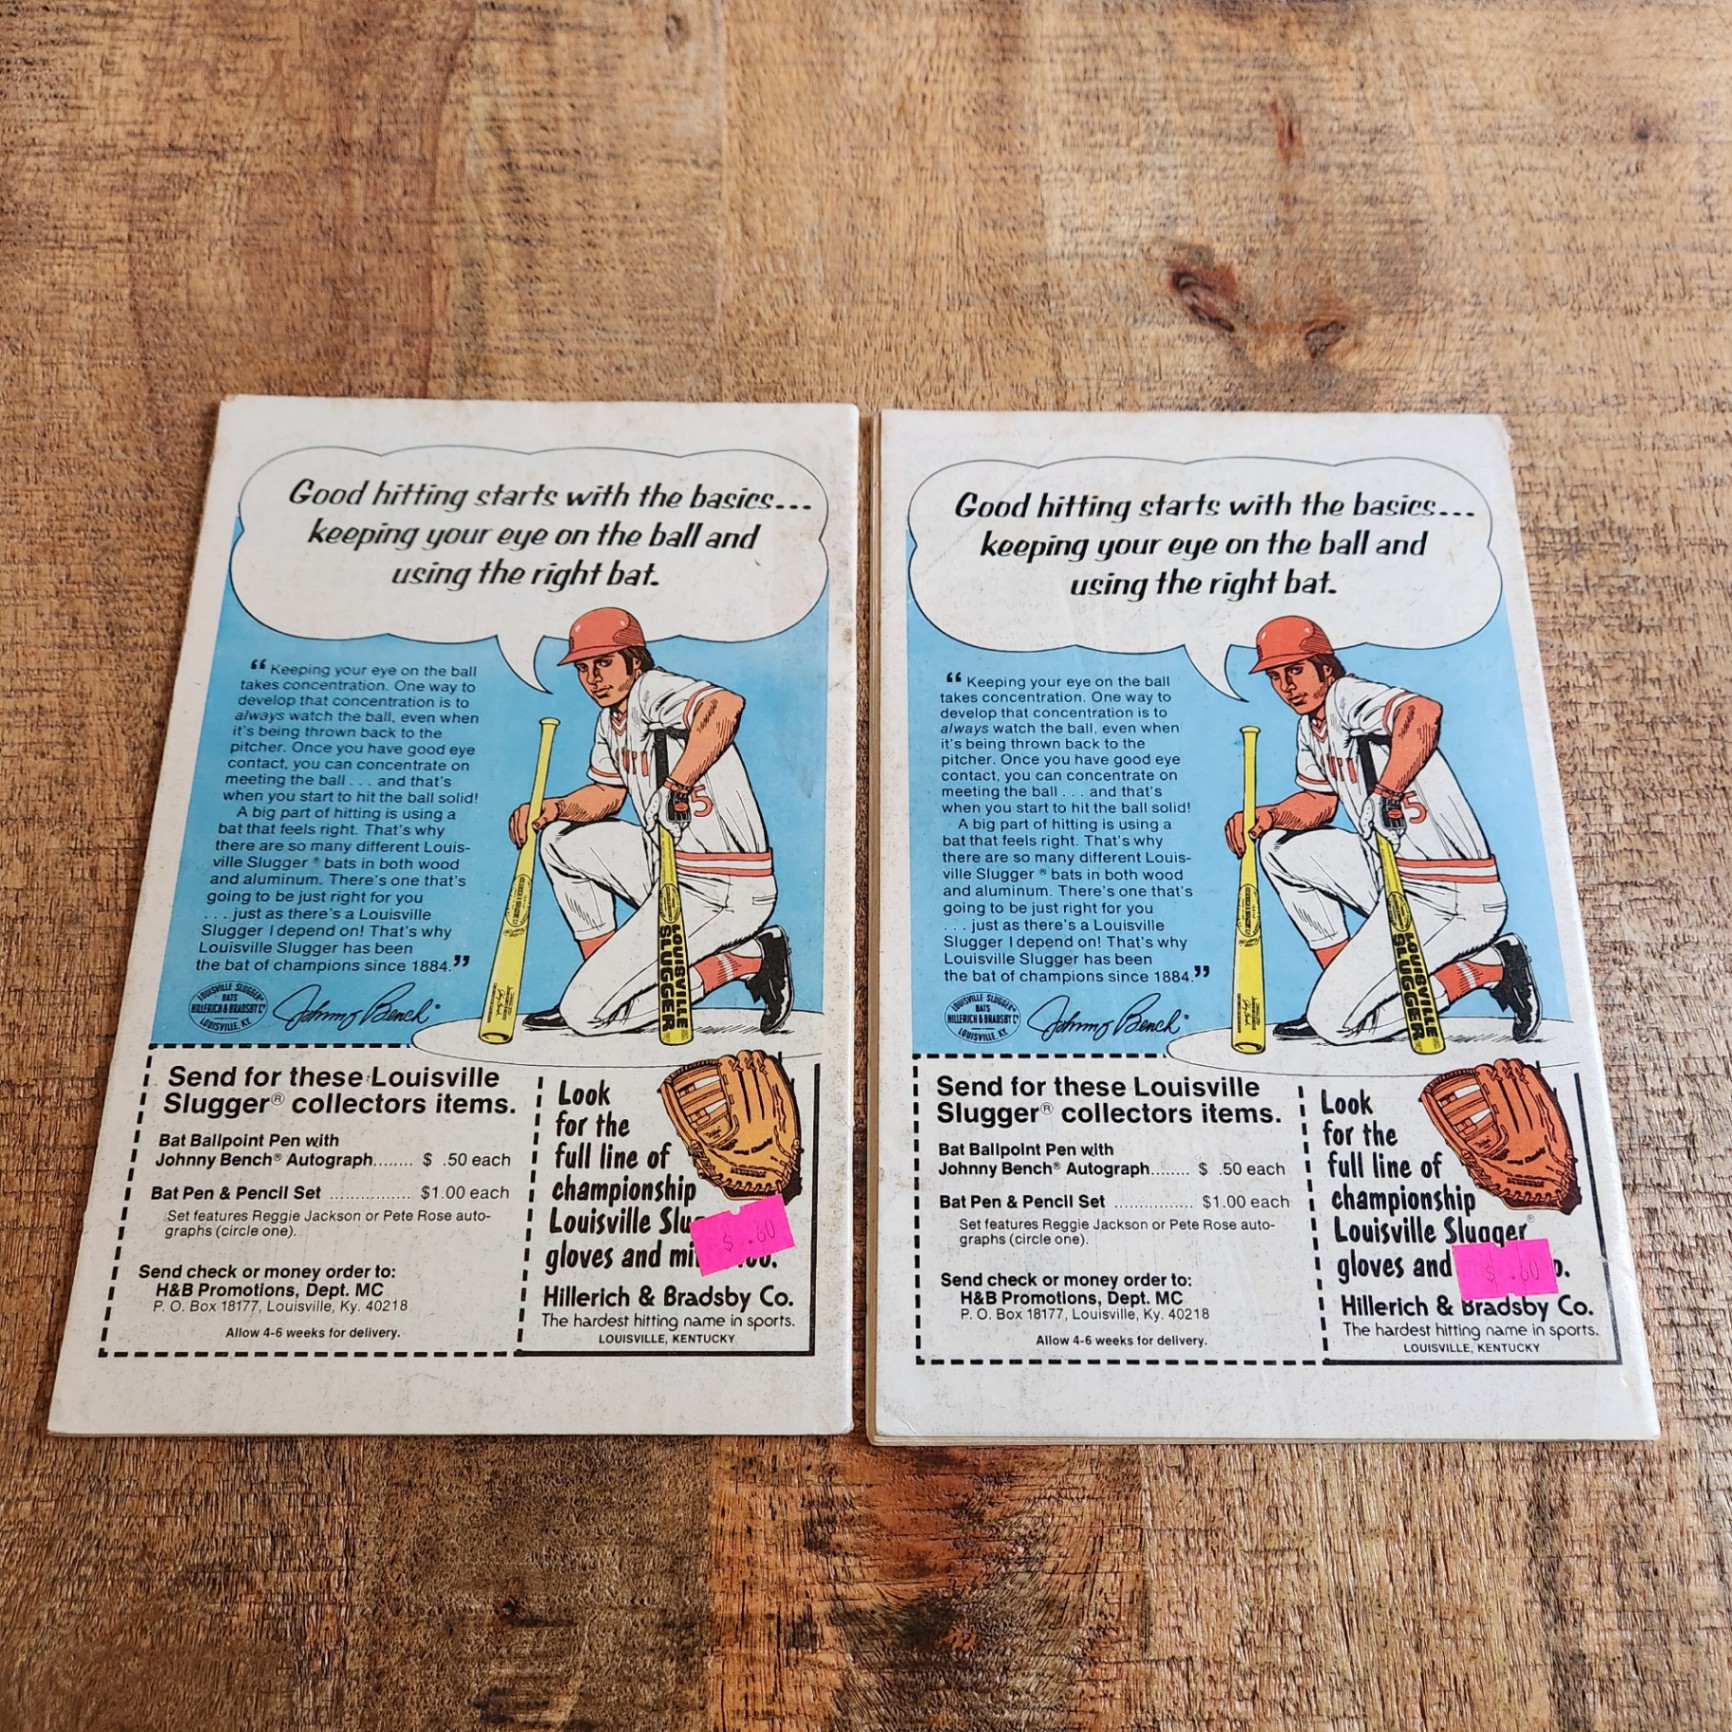 Good hitting starts with the basics...
keeping your eye on the ball and
using the right bat.
“Keeping your eye on the ball
takes concentration. One way to
develop that concentration is to
always watch the ball, even when
it's being thrown back to the
pitcher. Once you have good eye
contact, you can concentrate on
meeting the ball . . . and that's
when you start to hit the ball solid!
A big part of hitting is using a
bat that feels right. That's why
there are so many different Louis-
ville Slugger® bats in both wood
and aluminum. There's one that's
going to be just right for you
. . . just as there's a Louisville
Slugger I depend on! That's why
Louisville Slugger has been
the bat of champions since 1884.”
LOUISVILLE SLUGGER
BATS
HILLERICH & BRADSBY Co
LOUISVILLE, KY.
Johnny Bench
5
LOUISVILLE
SLUGGER
Send for these Louisville
Slugger® collectors items.
Bat Ballpoint Pen with
Johnny Bench® Autograph........ $ .50 each
Bat Pen & Pencil Set ................ $1.00 each
Set features Reggie Jackson or Pete Rose auto-
graphs (circle one).
Send check or money order to:
H&B Promotions, Dept. MC
P. O. Box 18177, Louisville, Ky. 40218
Allow 4-6 weeks for delivery.
Look
for the
full line of
championship
Louisville
gloves and
$ .60
Hillerich & Bradsby Co.
The hardest hitting name in sports.
LOUISVILLE, KENTUCKY
Good hitting starts with the basics...
keeping your eye on the ball and
using the right bat.
“Keeping your eye on the ball
takes concentration. One way to
develop that concentration is to
always watch the ball, even when
it's being thrown back to the
pitcher. Once you have good eye
contact, you can concentrate on
meeting the ball . . . and that's
when you start to hit the ball solid!
A big part of hitting is using a
bat that feels right. That's why
there are so many different Louis-
ville Slugger® bats in both wood
and aluminum. There's one that's
going to be just right for you
. . . just as there's a Louisville
Slugger I depend on! That's why
Louisville Slugger has been
the bat of champions since 1884.”
LOUISVILLE SLUGGER
BATS
HILLERICH & BRADSBY Co
LOUISVILLE, KY.
Johnny Bench
5
LOUISVILLE
SLUGGER
Send for these Louisville
Slugger® collectors items.
Bat Ballpoint Pen with
Johnny Bench® Autograph........ $ .50 each
Bat Pen & Pencil Set ................ $1.00 each
Set features Reggie Jackson or Pete Rose auto-
graphs (circle one).
Send check or money order to:
H&B Promotions, Dept. MC
P. O. Box 18177, Louisville, Ky. 40218
Allow 4-6 weeks for delivery.
Look
for the
full line of
championship
Louisville Slugger®
gloves and
$ .60
Hillerich & Bradsby Co.
The hardest hitting name in sports.
LOUISVILLE, KENTUCKY